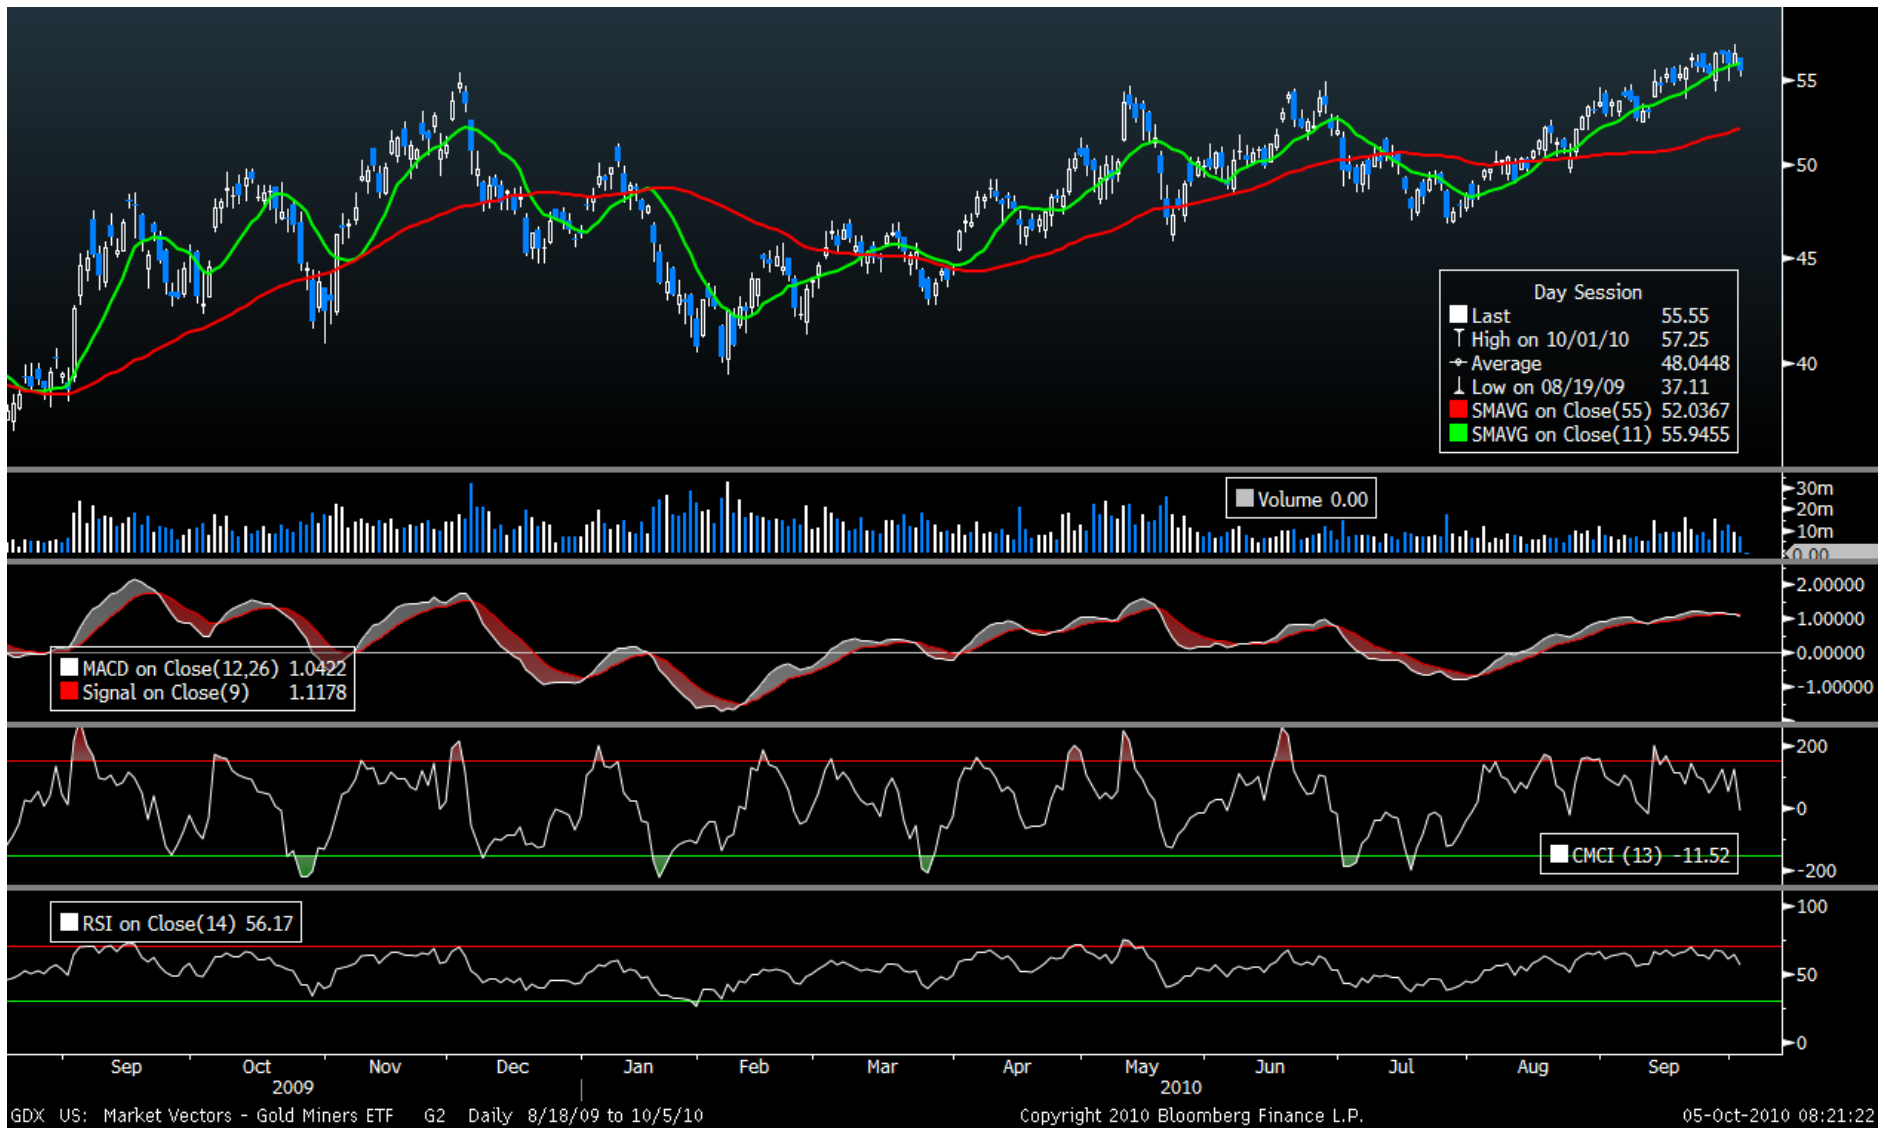 55
50
45
40
Day Session
Last 55.55
High on 10/01/10 57.25
Average 48.0448
Low on 08/19/09 37.11
SMAVG on Close(55) 52.0367
SMAVG on Close(11) 55.9455
Volume 0.00
30m
20m
10m
0.00
2.00000
1.00000
0.00000
-1.00000
MACD on Close(12,26) 1.0422
Signal on Close(9) 1.1178
200
0
-200
CMCI (13) -11.52
RSI on Close(14) 56.17
100
50
0
Sep Oct Nov Dec Jan Feb Mar Apr May Jun Jul Aug Sep
2009 2010
GDX US: Market Vectors - Gold Miners ETF G2 Daily 8/18/09 to 10/5/10 Copyright 2010 Bloomberg Finance L.P. 05-Oct-2010 08:21:22